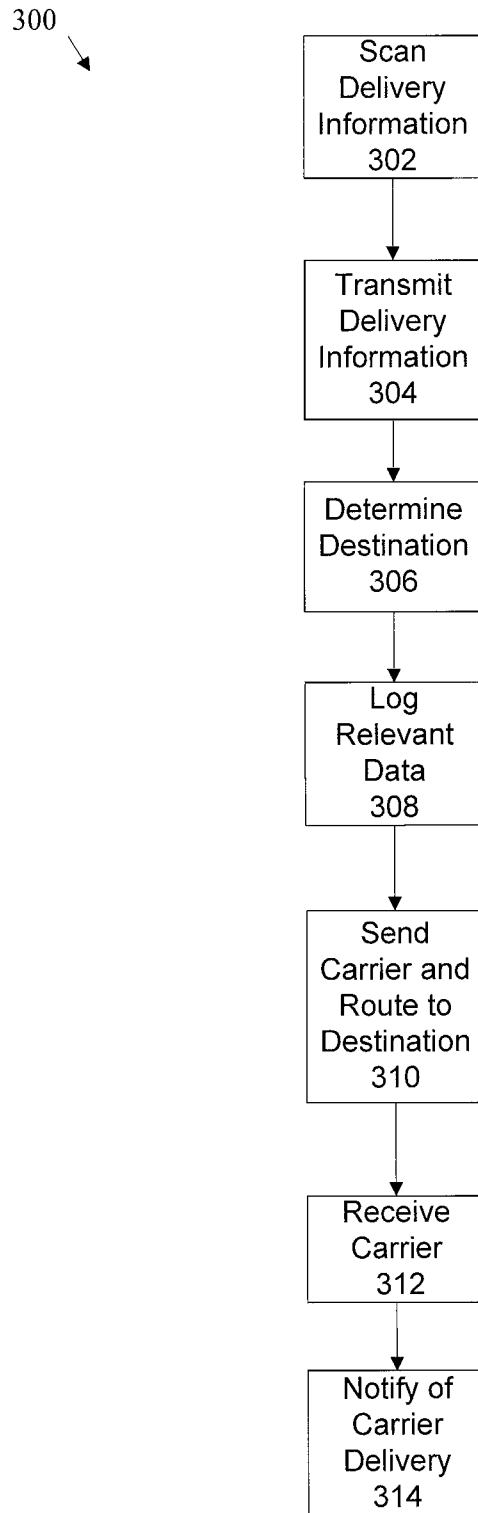 300
Scan
Delivery
Information
302
Transmit
Delivery
Information
304
Determine
Destination
306
Log
Relevant
Data
308
Send
Carrier and
Route to
Destination
310
Receive
Carrier
312
Notify of
Carrier
Delivery
314